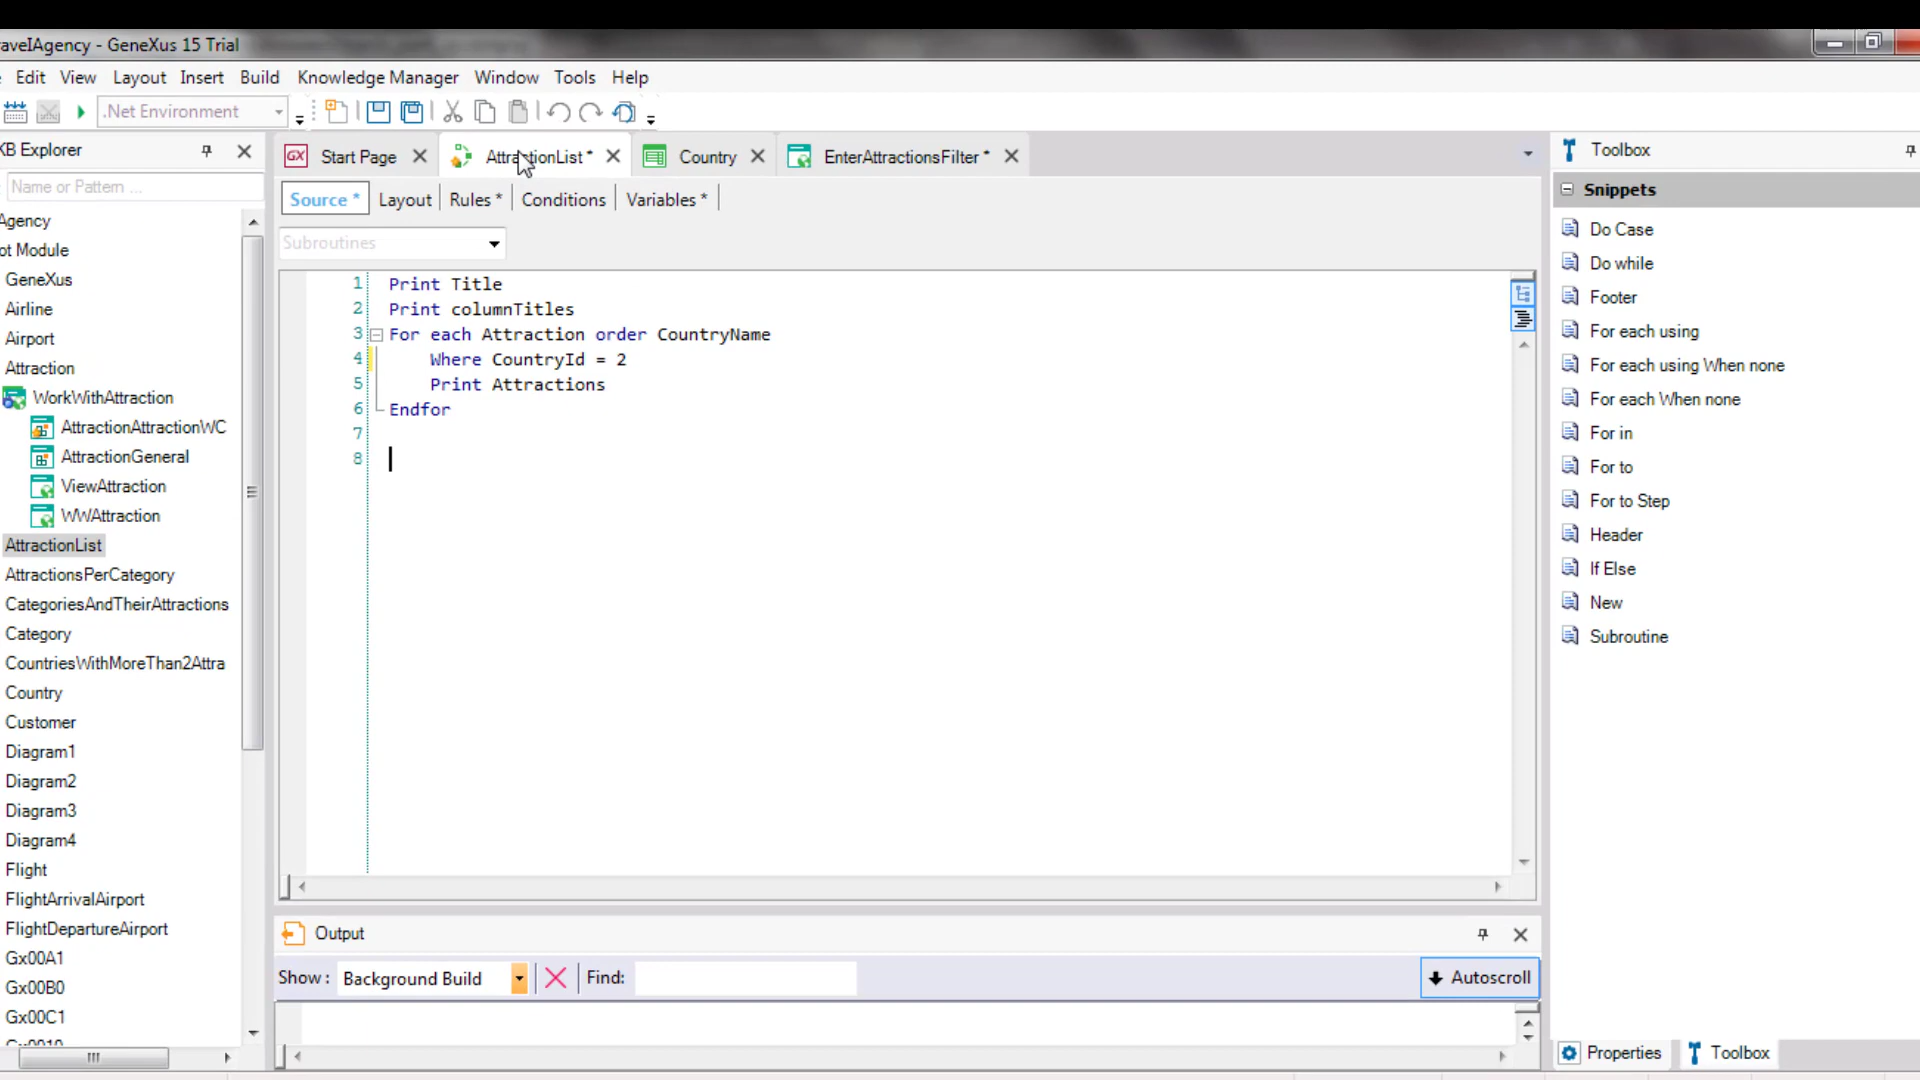 raveIAgency - GeneXus 15 Trial
Edit View Layout Insert Build Knowledge Manager Window Tools Help
.Net Environment
KB Explorer
Name or Pattern ...
Agency
ot Module
GeneXus
Airline
Airport
Attraction
WorkWithAttraction
AttractionAttractionWC
AttractionGeneral
ViewAttraction
WWAttraction
AttractionList
AttractionsPerCategory
CategoriesAndTheirAttractions
Category
CountriesWithMoreThan2Attra
Country
Customer
Diagram1
Diagram2
Diagram3
Diagram4
Flight
FlightArrivalAirport
FlightDepartureAirport
Gx00A1
Gx00B0
Gx00C1
GX Start Page AttractionList * Country EnterAttractionsFilter *
Source * Layout Rules * Conditions Variables *
Subroutines
1 Print Title
2 Print columnTitles
3 For each Attraction order CountryName
4 Where CountryId = 2
5 Print Attractions
6 Endfor
7
8
Output
Show : Background Build Find: Autoscroll
Toolbox
Snippets
Do Case
Do while
Footer
For each using
For each using When none
For each When none
For in
For to
For to Step
Header
If Else
New
Subroutine
Properties Toolbox